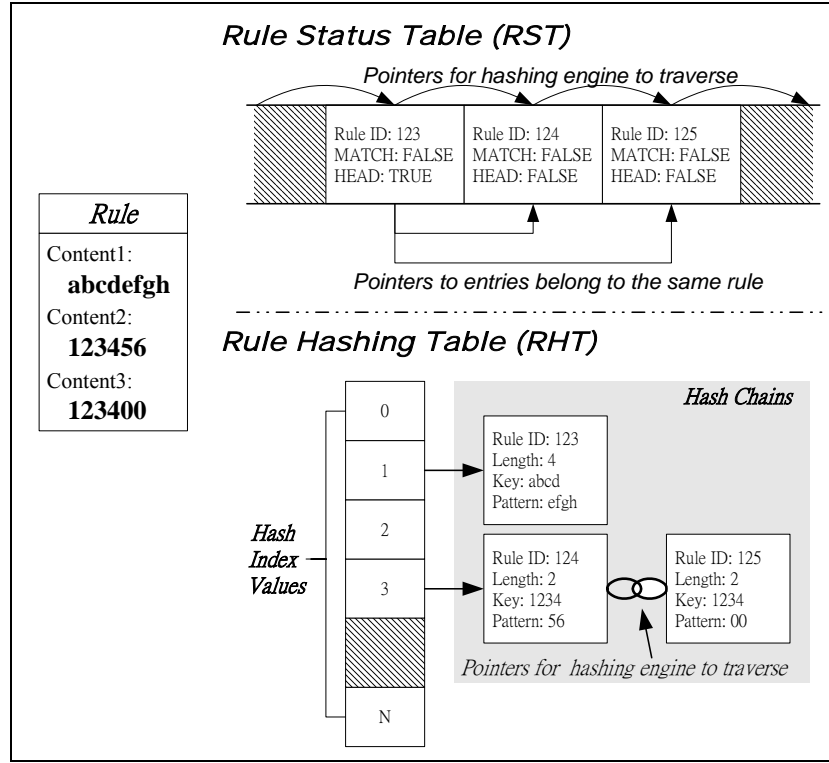 Rule Status Table (RST)
Pointers for hashing engine to traverse
Rule ID: 123
MATCH: FALSE
HEAD: TRUE
Rule ID: 124
MATCH: FALSE
HEAD: FALSE
Rule ID: 125
MATCH: FALSE
HEAD: FALSE
Pointers to entries belong to the same rule
Rule
Content1:
abcdefgh
Content2:
123456
Content3:
123400
Rule Hashing Table (RHT)
Hash
Index
Values
0
1
2
3
N
Hash Chains
Rule ID: 123
Length: 4
Key: abcd
Pattern: efgh
Rule ID: 124
Length: 2
Key: 1234
Pattern: 56
Rule ID: 125
Length: 2
Key: 1234
Pattern: 00
Pointers for hashing engine to traverse